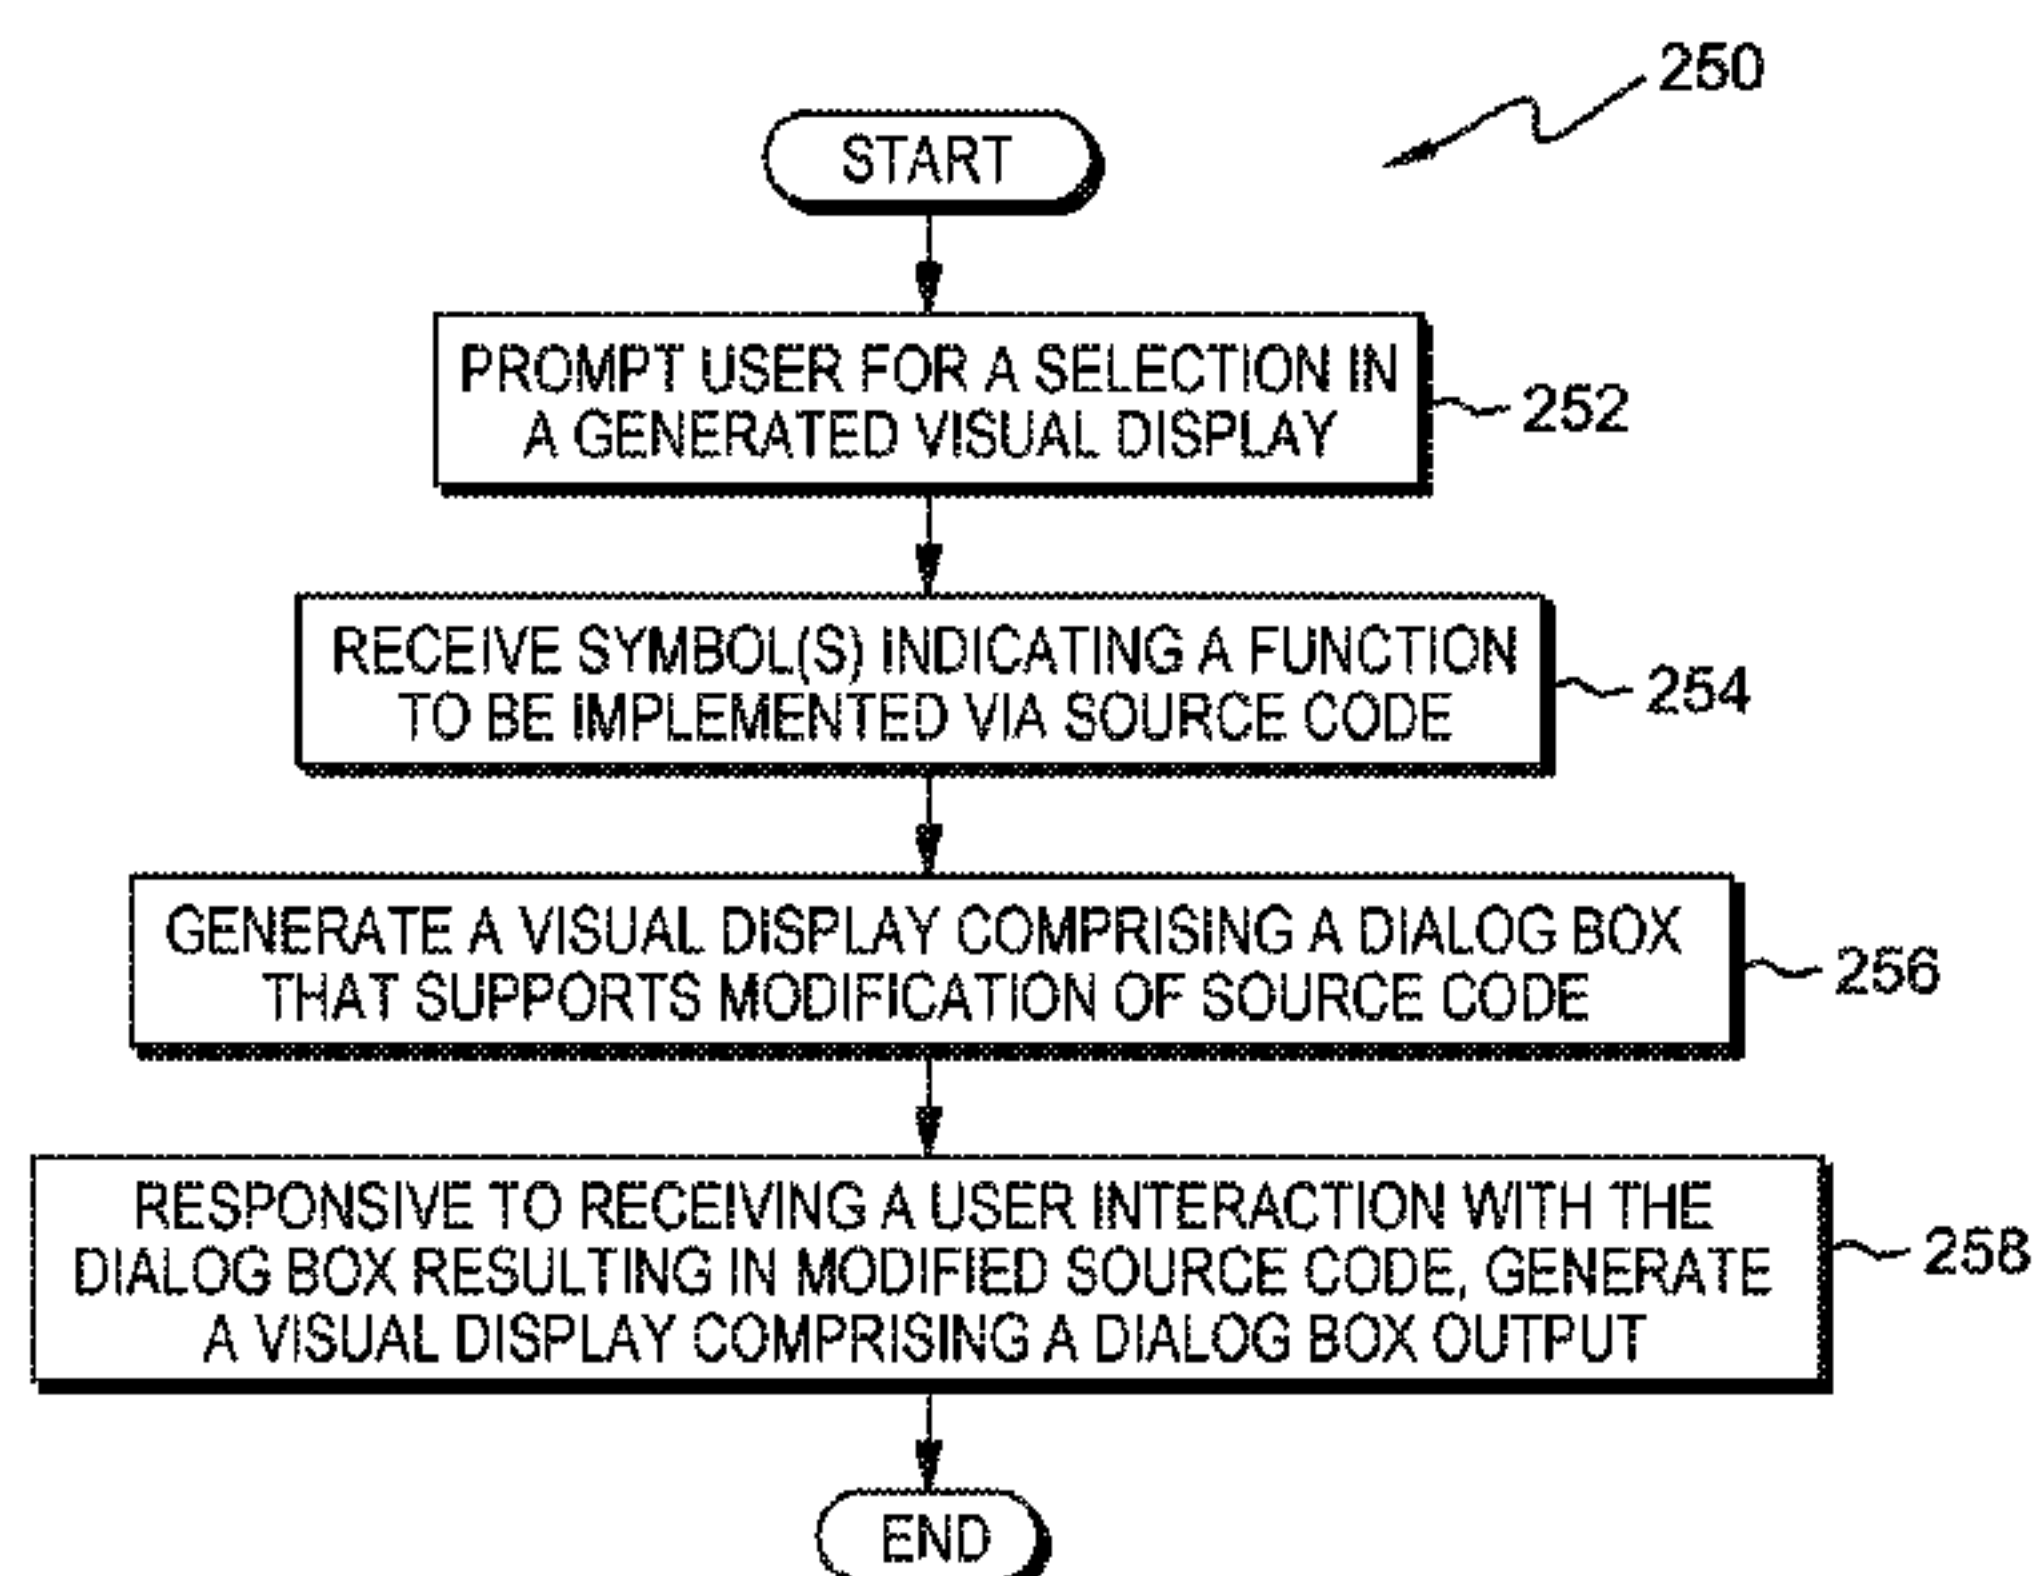 250
START
PROMPT USER FOR A SELECTION IN
A GENERATED VISUAL DISPLAY
252
RECEIVE SYMBOL(S) INDICATING A FUNCTION
TO BE IMPLEMENTED VIA SOURCE CODE
254
GENERATE A VISUAL DISPLAY COMPRISING A DIALOG BOX
THAT SUPPORTS MODIFICATION OF SOURCE CODE
256
RESPONSIVE TO RECEIVING A USER INTERACTION WITH THE
DIALOG BOX RESULTING IN MODIFIED SOURCE CODE, GENERATE
A VISUAL DISPLAY COMPRISING A DIALOG BOX OUTPUT
258
END